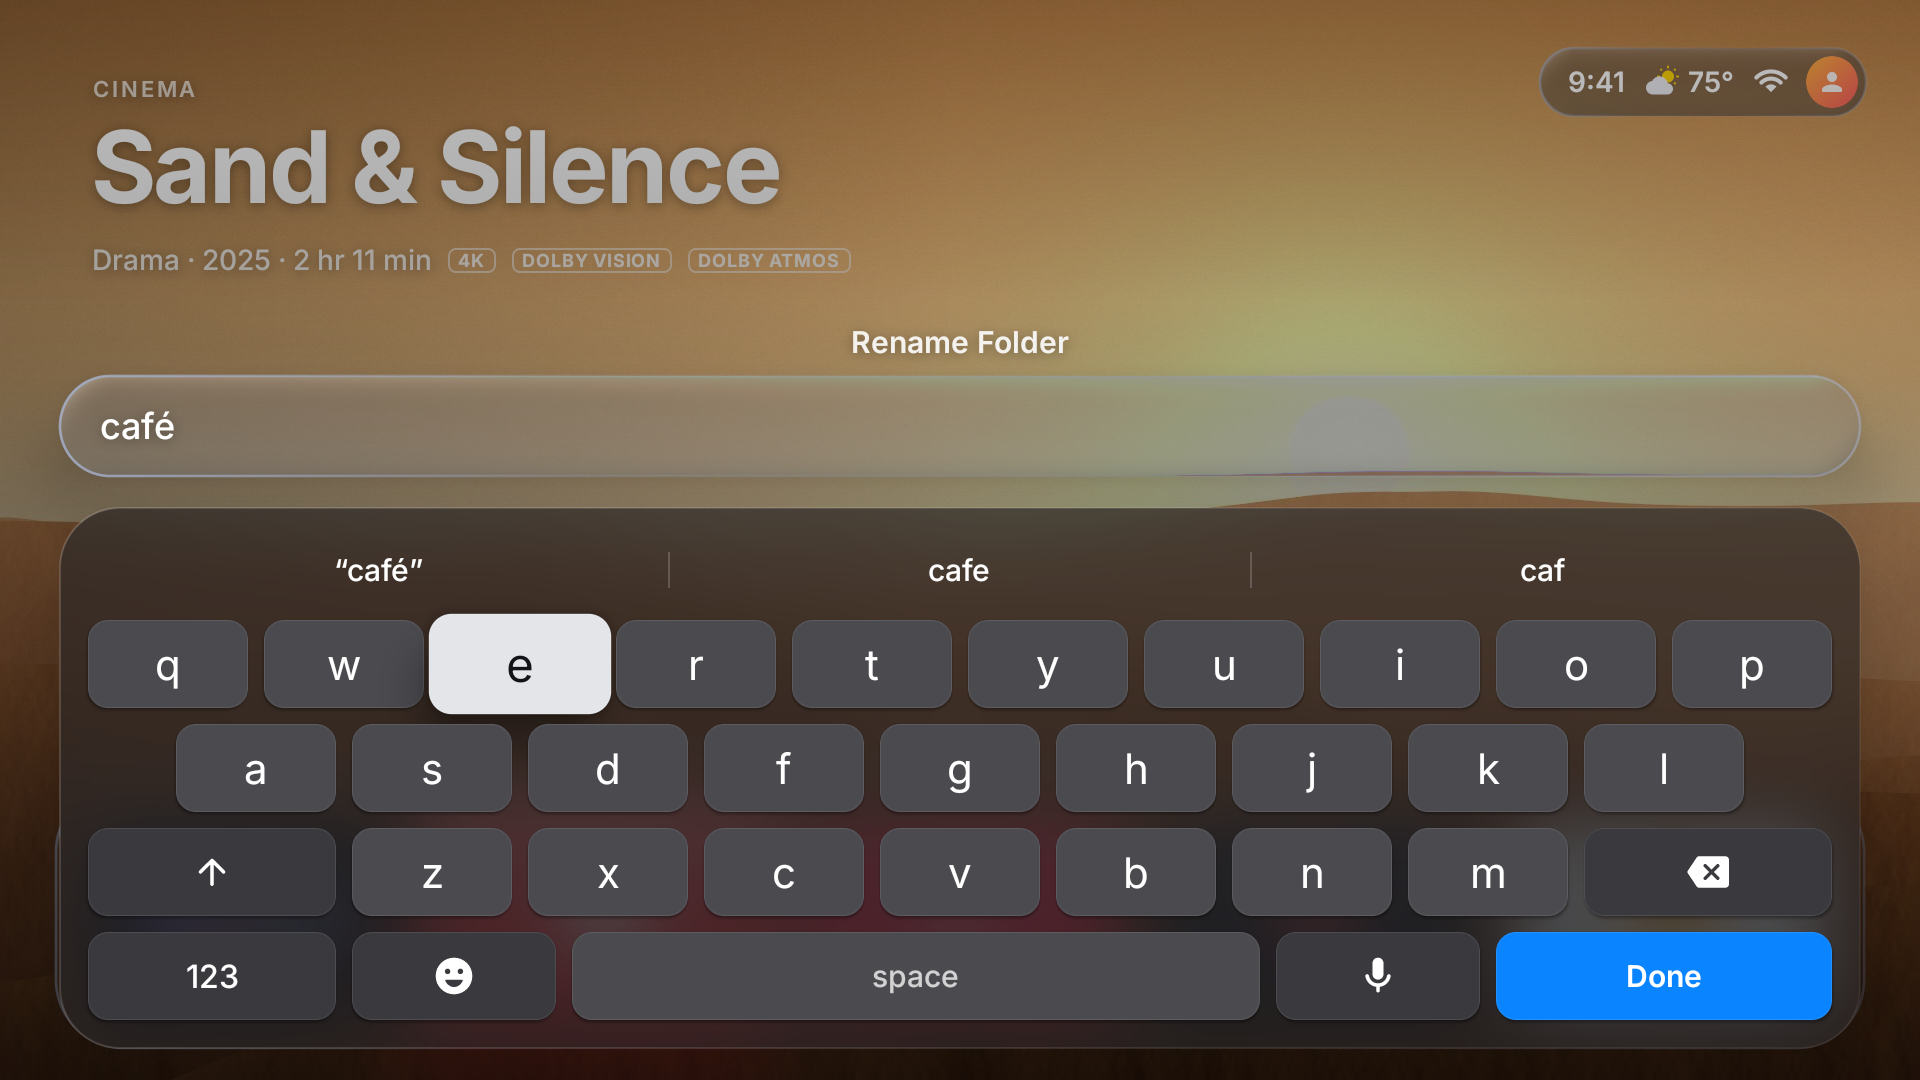 CINEMA
9:41 75°
Sand & Silence
Drama · 2025 · 2 hr 11 min 4K DOLBY VISION DOLBY ATMOS
Rename Folder
café
“café” cafe caf
q w e r t y u i o p
a s d f g h j k l
z x c v b n m
123 space Done